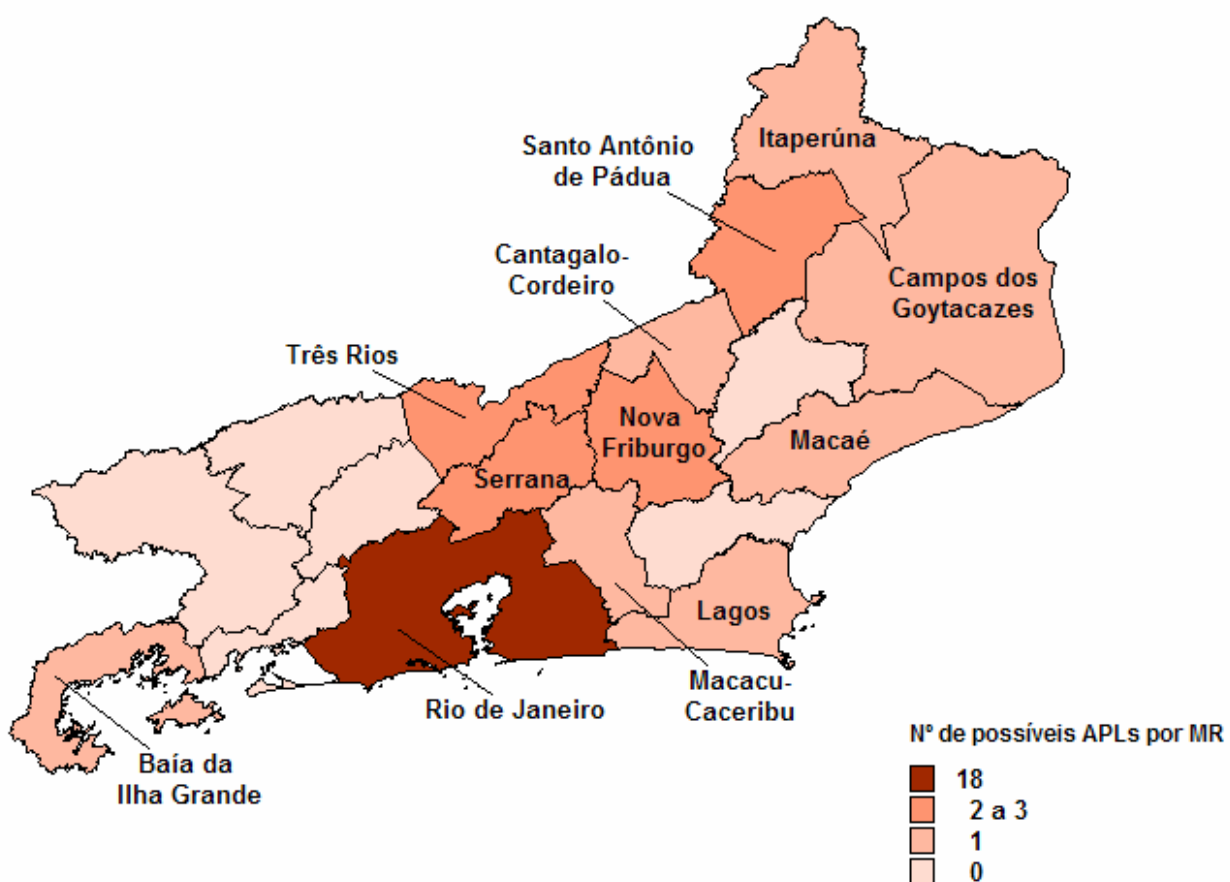 Itaperúna
Santo Antônio
de Pádua
Cantagalo-
Cordeiro
Campos dos
Goytacazes
Três Rios
Nova
Friburgo
Macaé
Serrana
Lagos
Macacu-
Caceribu
Rio de Janeiro
Baía da
Ilha Grande
Nº de possíveis APLs por MR
18
2 a 3
1
0